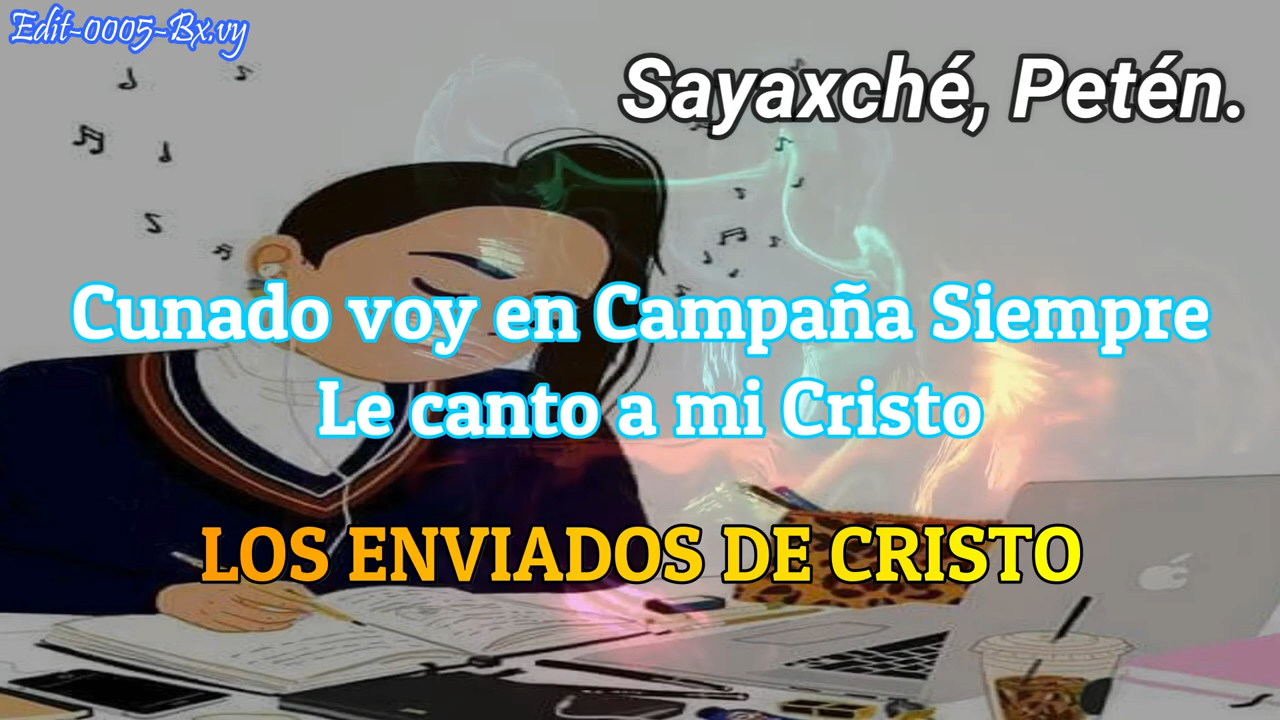 Edit-0005-Bx.vy
Sayaxché, Petén.
Cunado voy en Campaña Siempre
Le canto a mi Cristo
LOS ENVIADOS DE CRISTO